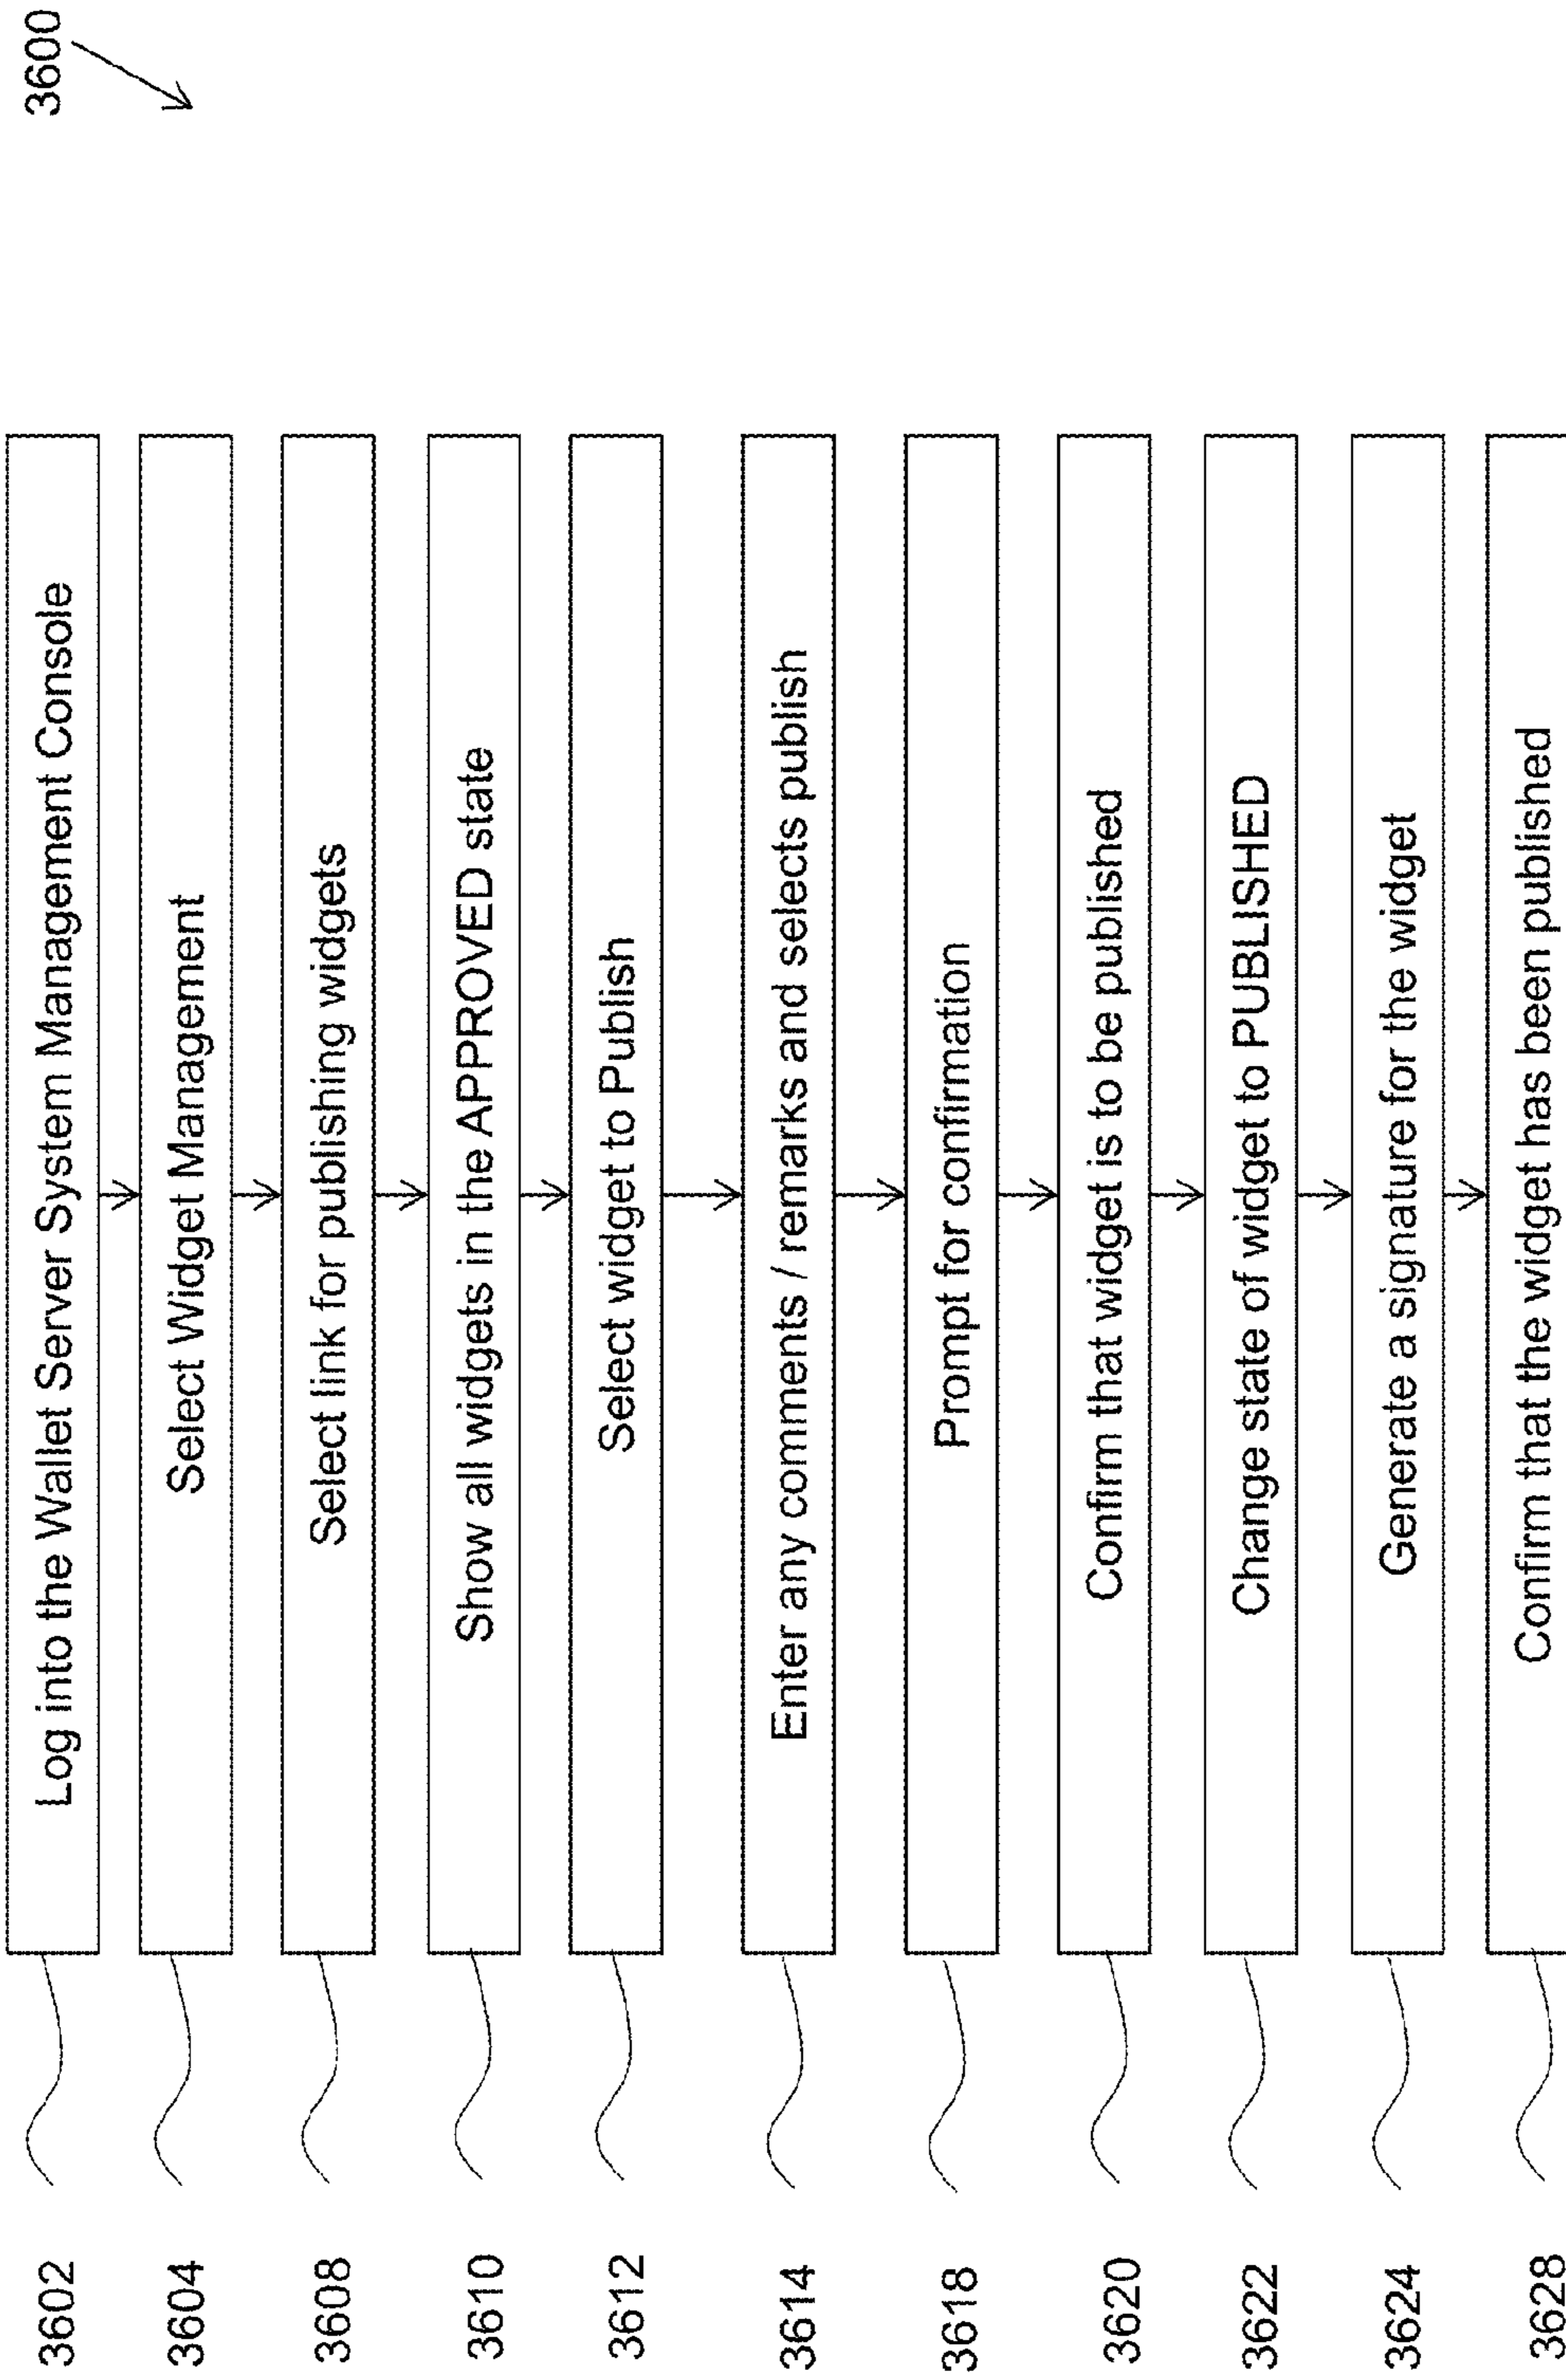 3600
3602
Log into the Wallet Server System Management Console
3604
Select Widget Management
3608
Select link for publishing widgets
3610
Show all widgets in the APPROVED state
3612
Select widget to Publish
3614
Enter any comments / remarks and selects publish
3618
Prompt for confirmation
3620
Confirm that widget is to be published
3622
Change state of widget to PUBLISHED
3624
Generate a signature for the widget
3628
Confirm that the widget has been published